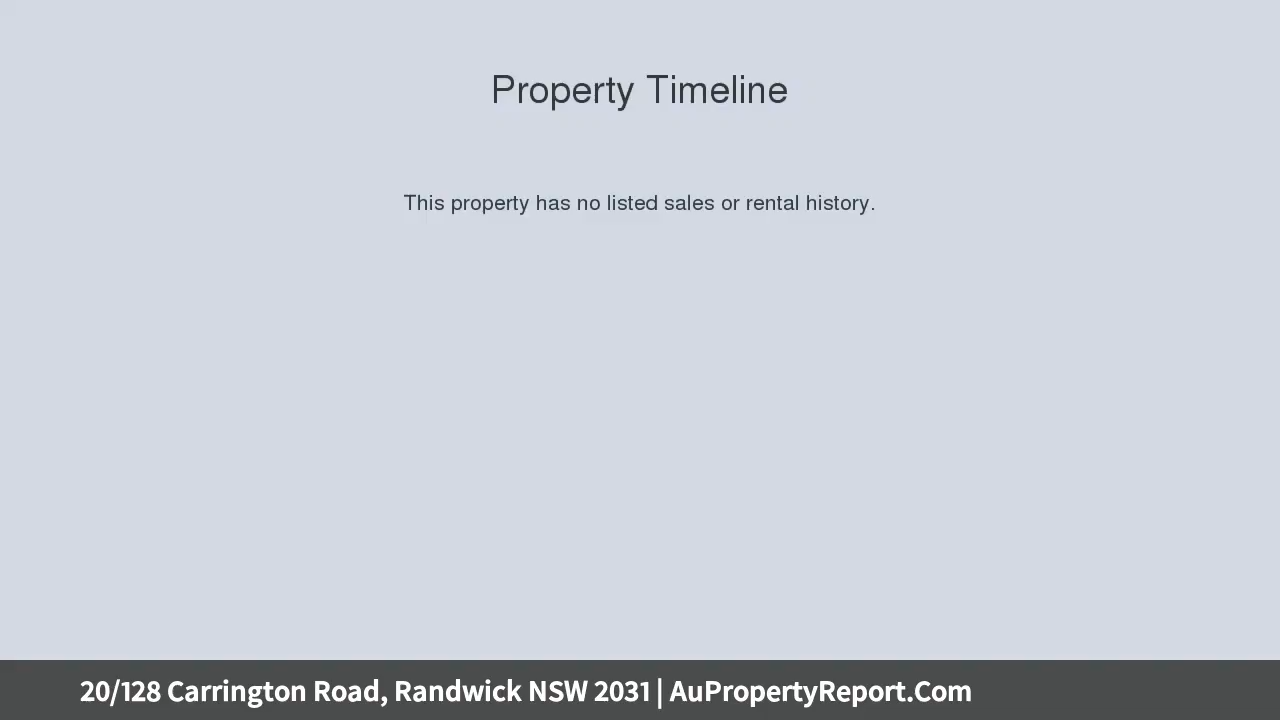 Property Timeline
This property has no listed sales or rental history.
20/128 Carrington Road, Randwick NSW 2031 | AuPropertyReport.Com